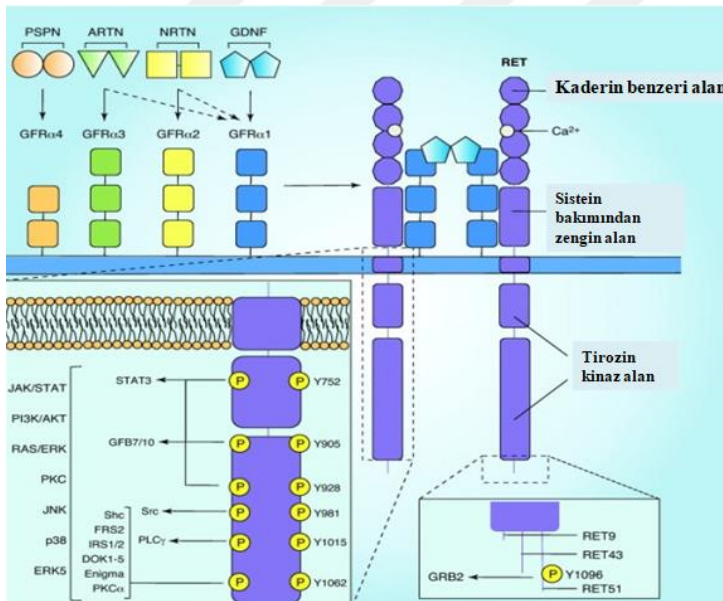 PSPN ARTN NRTN GDNF
GFRα4 GFRα3 GFRα2 GFRα1
RET
Kaderin benzeri alan
Ca²⁺
Sistein
bakımından
zengin alan
Tirozin
kinaz alan
JAK/STAT
PI3K/AKT
RAS/ERK
PKC
JNK
p38
ERK5
STAT3
GFB7/10
Src
PLCγ
Shc
FRS2
IRS1/2
DOK1-5
Enigma
PKCα
P P Y752
P P Y905
P P Y928
P P Y981
P P Y1015
P P Y1062
RET9
RET43
GRB2 P Y1096
RET51